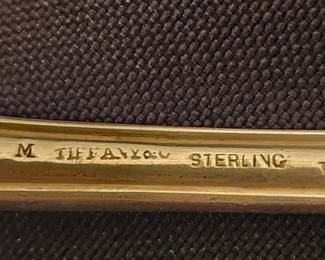 M TIFFANY & CO STERLING